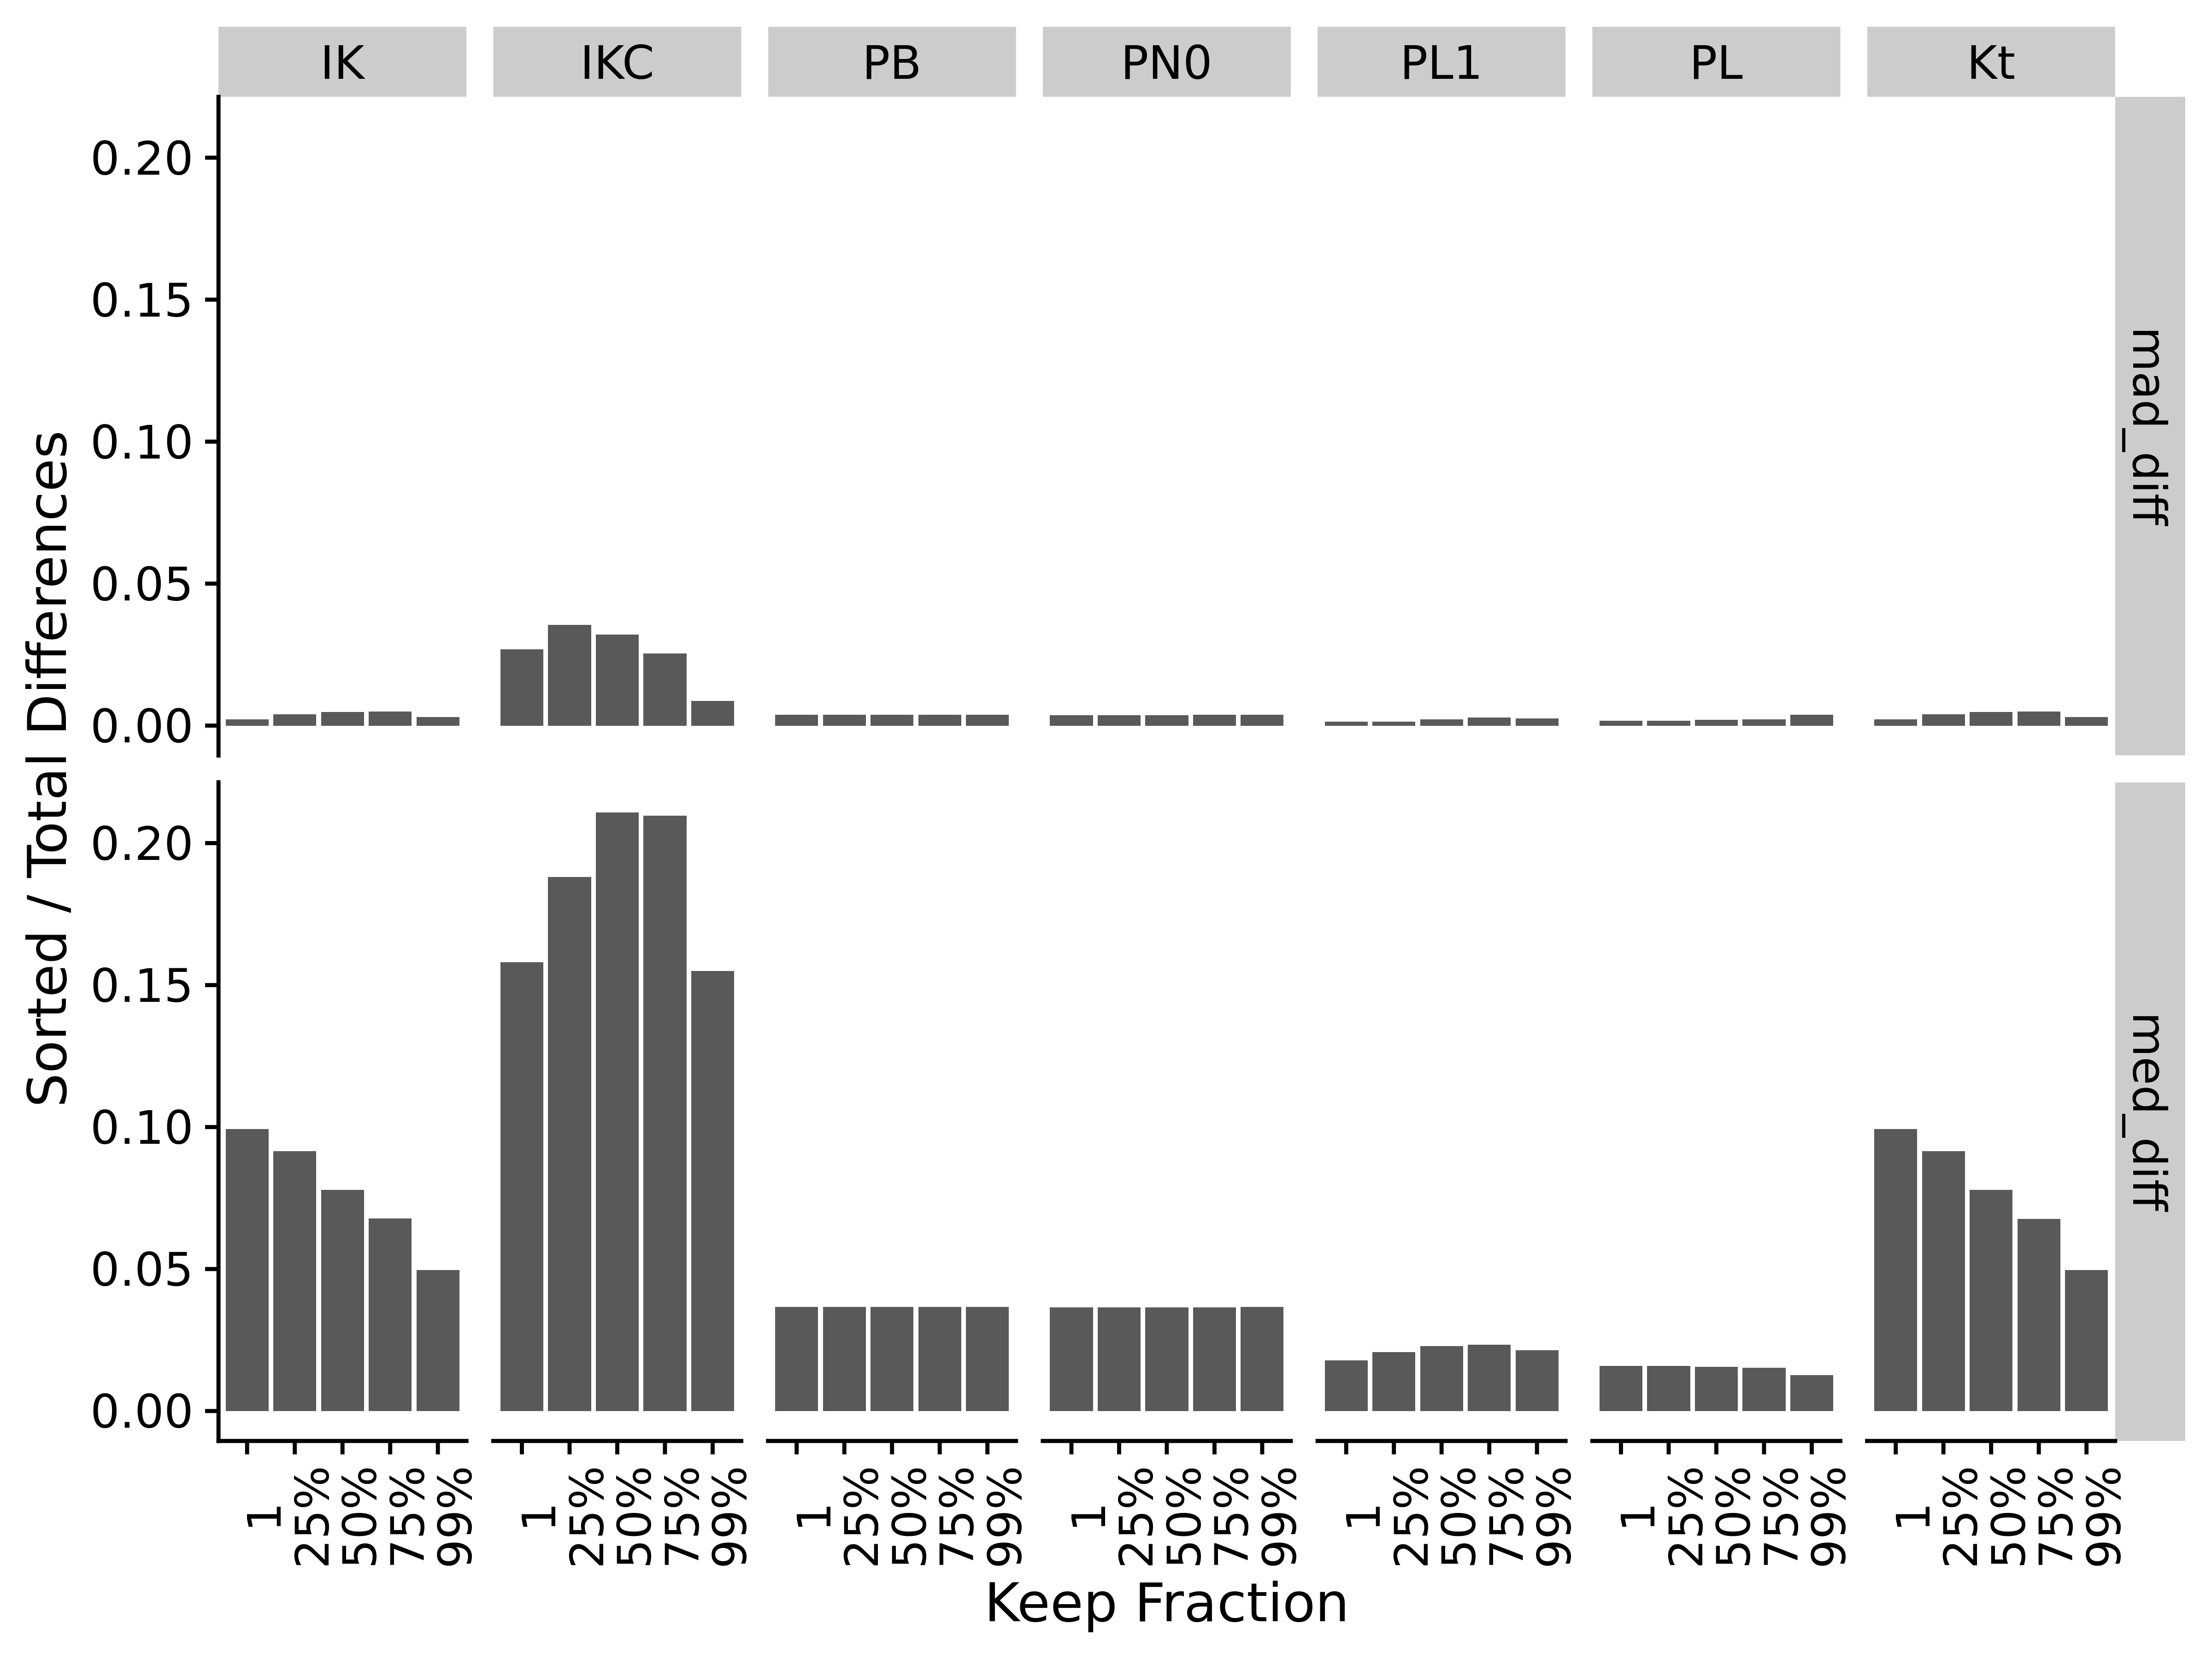 IK IKC PB PN0 PL1 PL Kt
Sorted / Total Differences
0.20
0.15
0.10
0.05
0.00
mad_diff
0.20
0.15
0.10
0.05
0.00
med_diff
1 25% 50% 75% 99% 1 25% 50% 75% 99% 1 25% 50% 75% 99% 1 25% 50% 75% 99% 1 25% 50% 75% 99% 1 25% 50% 75% 99% 1 25% 50% 75% 99%
Keep Fraction